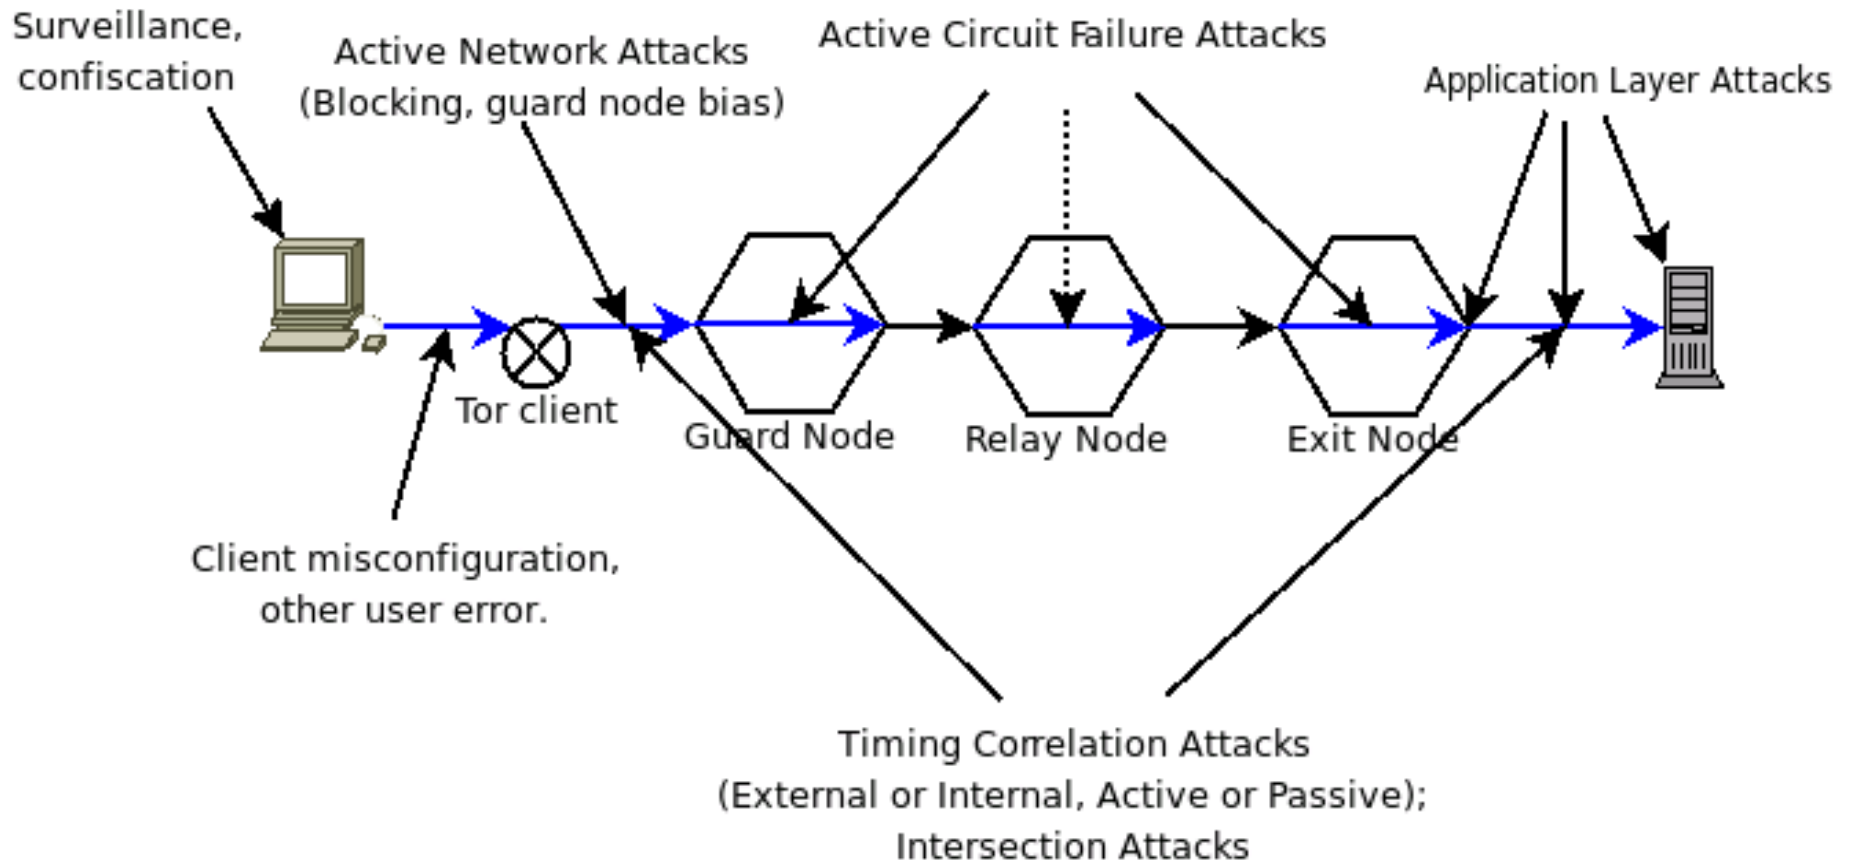 Surveillance,
confiscation
Active Network Attacks
(Blocking, guard node bias)
Active Circuit Failure Attacks
Application Layer Attacks
Tor client
Guard Node
Relay Node
Exit Node
Client misconfiguration,
other user error.
Timing Correlation Attacks
(External or Internal, Active or Passive);
Intersection Attacks